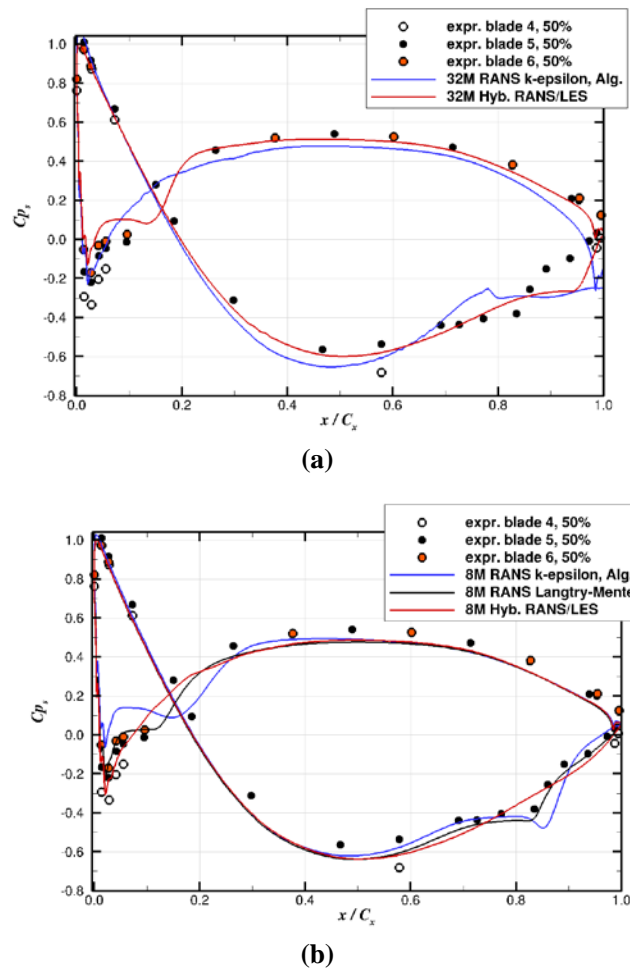 expr. blade 4, 50%
expr. blade 5, 50%
expr. blade 6, 50%
32M RANS k-epsilon, Alg.
32M Hyb. RANS/LES
1.0
0.8
0.6
0.4
0.2
0.0
-0.2
-0.4
-0.6
-0.8
Cps
0.0 0.2 0.4 0.6 0.8 1.0
x / Cx
(a)
expr. blade 4, 50%
expr. blade 5, 50%
expr. blade 6, 50%
8M RANS k-epsilon, Alg
8M RANS Langtry-Mente
8M Hyb. RANS/LES
1.0
0.8
0.6
0.4
0.2
0.0
-0.2
-0.4
-0.6
-0.8
Cps
0.0 0.2 0.4 0.6 0.8 1.0
x / Cx
(b)